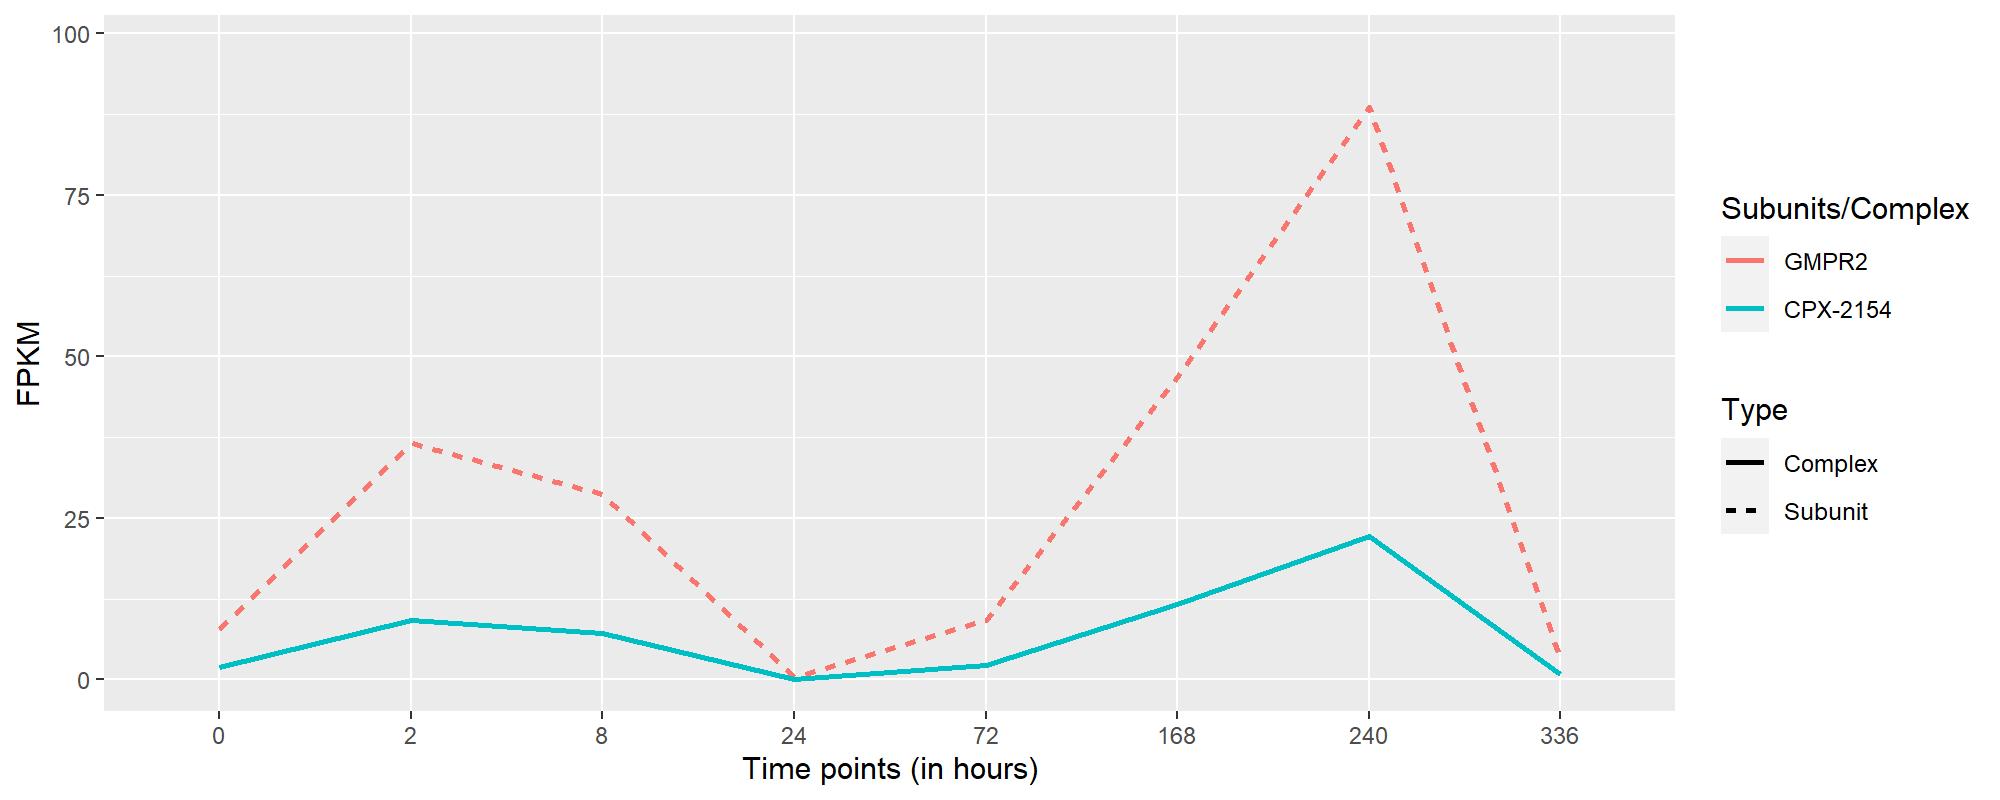 FPKM
100
75
50
25
0
0 2 8 24 72 168 240 336
Time points (in hours)
Subunits/Complex
GMPR2
CPX-2154
Type
Complex
Subunit